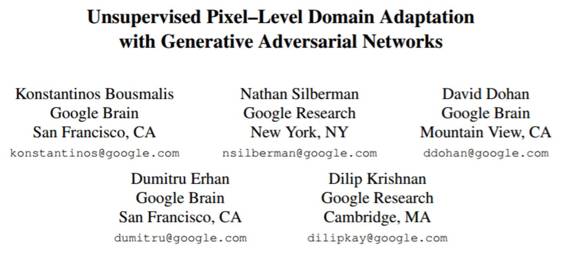 Unsupervised Pixel–Level Domain Adaptation
with Generative Adversarial Networks
Konstantinos Bousmalis
Google Brain
San Francisco, CA
konstantinos@google.com
Nathan Silberman
Google Research
New York, NY
nsilberman@google.com
David Dohan
Google Brain
Mountain View, CA
ddohan@google.com
Dumitru Erhan
Google Brain
San Francisco, CA
dumitru@google.com
Dilip Krishnan
Google Research
Cambridge, MA
dilipkay@google.com